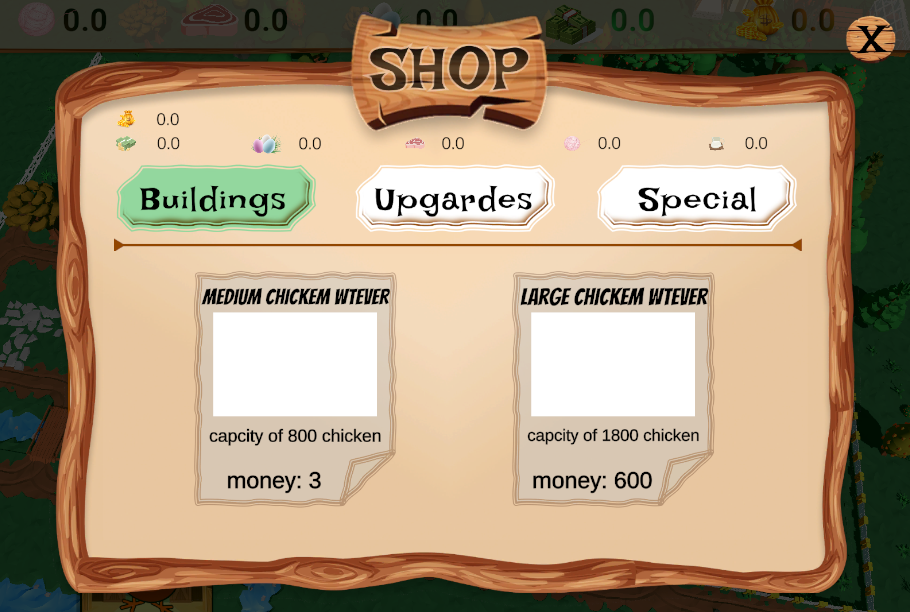 0.0 0.0 0.0 0.0 0.0
SHOP
X
0.0
0.0 0.0 0.0 0.0 0.0
Buildings Upgardes Special
MEDIUM CHICKEM WTEVER
capcity of 800 chicken
money: 3
LARGE CHICKEM WTEVER
capcity of 1800 chicken
money: 600